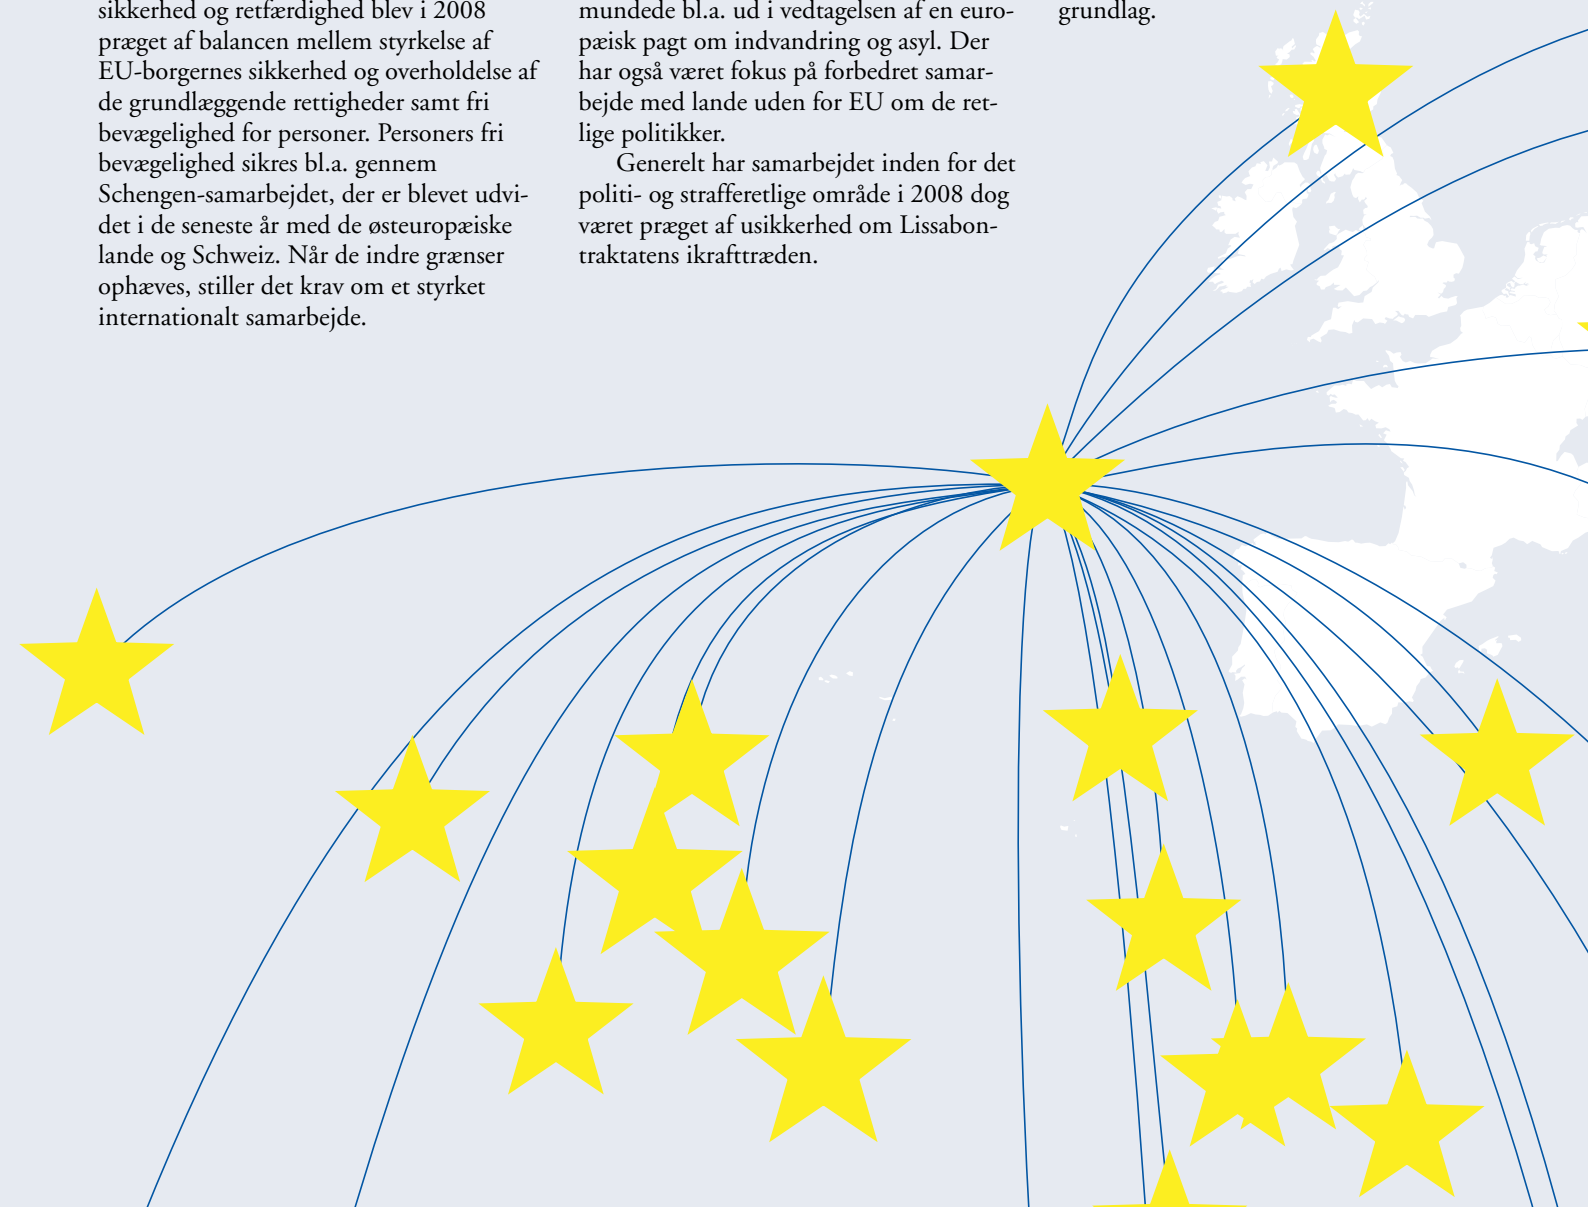 sikkerhed og retfærdighed blev i 2008
præget af balancen mellem styrkelse af
EU-borgernes sikkerhed og overholdelse af
de grundlæggende rettigheder samt fri
bevægelighed for personer. Personers fri
bevægelighed sikres bl.a. gennem
Schengen-samarbejdet, der er blevet udvi-
det i de seneste år med de østeuropæiske
lande og Schweiz. Når de indre grænser
ophæves, stiller det krav om et styrket
internationalt samarbejde.
mundede bl.a. ud i vedtagelsen af en euro-
pæisk pagt om indvandring og asyl. Der
har også været fokus på forbedret samar-
bejde med lande uden for EU om de ret-
lige politikker.
Generelt har samarbejdet inden for det
politi- og strafferetlige område i 2008 dog
været præget af usikkerhed om Lissabon-
traktatens ikrafttræden.
grundlag.